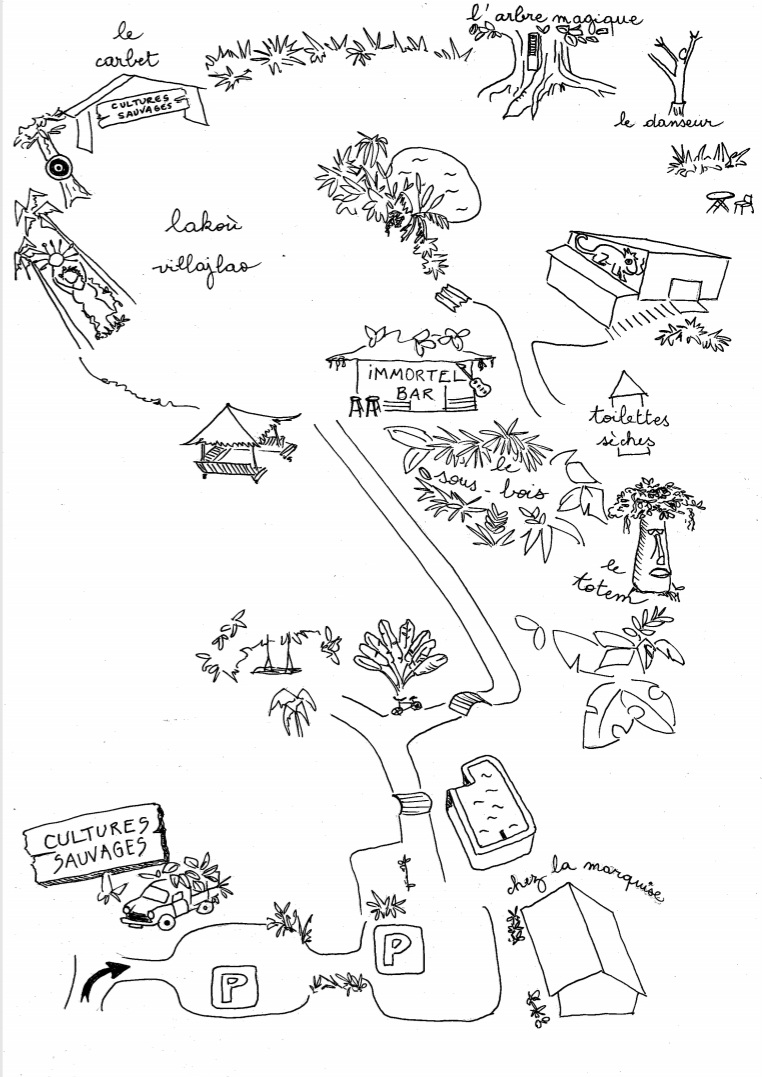 l'arbre magique
le
carbet
CULTURES
SAUVAGES
le danseur
lakou
villajlao
iMMORTEL
BAR
toilettes
sèches
le
sous-bois
le
totem
CULTURES
SAUVAGES
chez la marquise
P
P